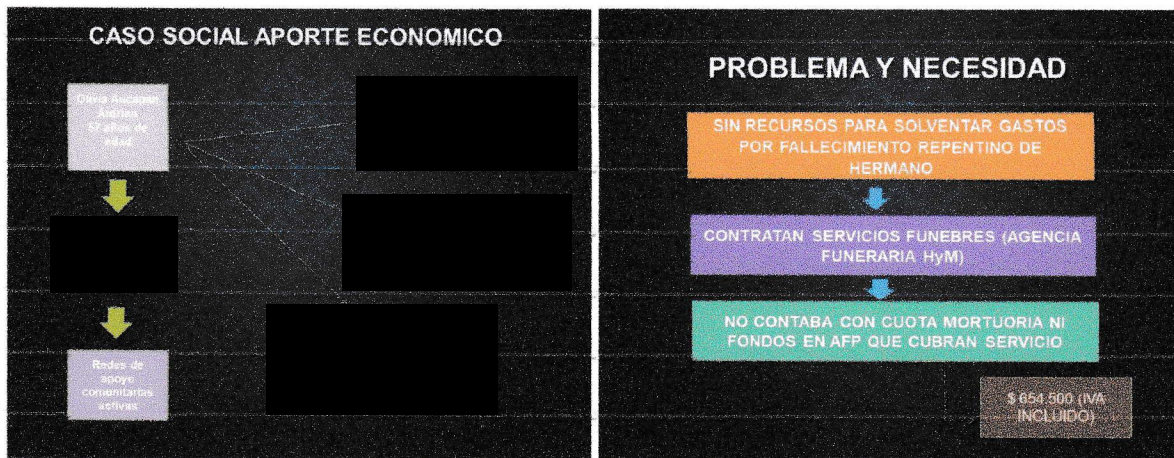 CASO SOCIAL APORTE ECONOMICO
Olivia
57 años de
edad
Redes de
apoyo
comunitarias
activas
PROBLEMA Y NECESIDAD
SIN RECURSOS PARA SOLVENTAR GASTOS
POR FALLECIMIENTO REPENTINO DE
HERMANO
CONTRATAN SERVICIOS FUNEBRES (AGENCIA
FUNERARIA HyM)
NO CONTABA CON CUOTA MORTUORIA NI
FONDOS EN AFP QUE CUBRAN SERVICIO
$ 654.500 (IVA
INCLUIDO)